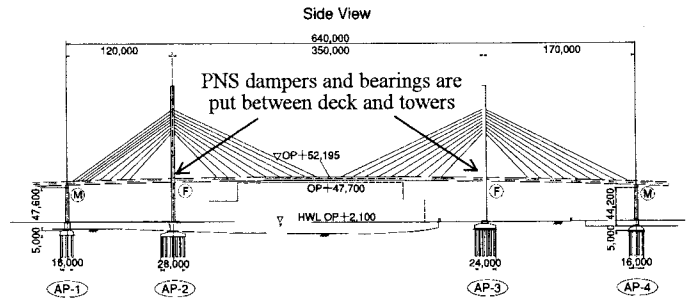 Side View
640,000
120,000
350,000
170,000
PNS dampers and bearings are
put between deck and towers
▽OP+52,195
M
F
OP+47,700
F
M
47,600
HWL OP+2,100
44,200
5,000
5,000
16,000
28,000
24,000
16,000
AP-1
AP-2
AP-3
AP-4